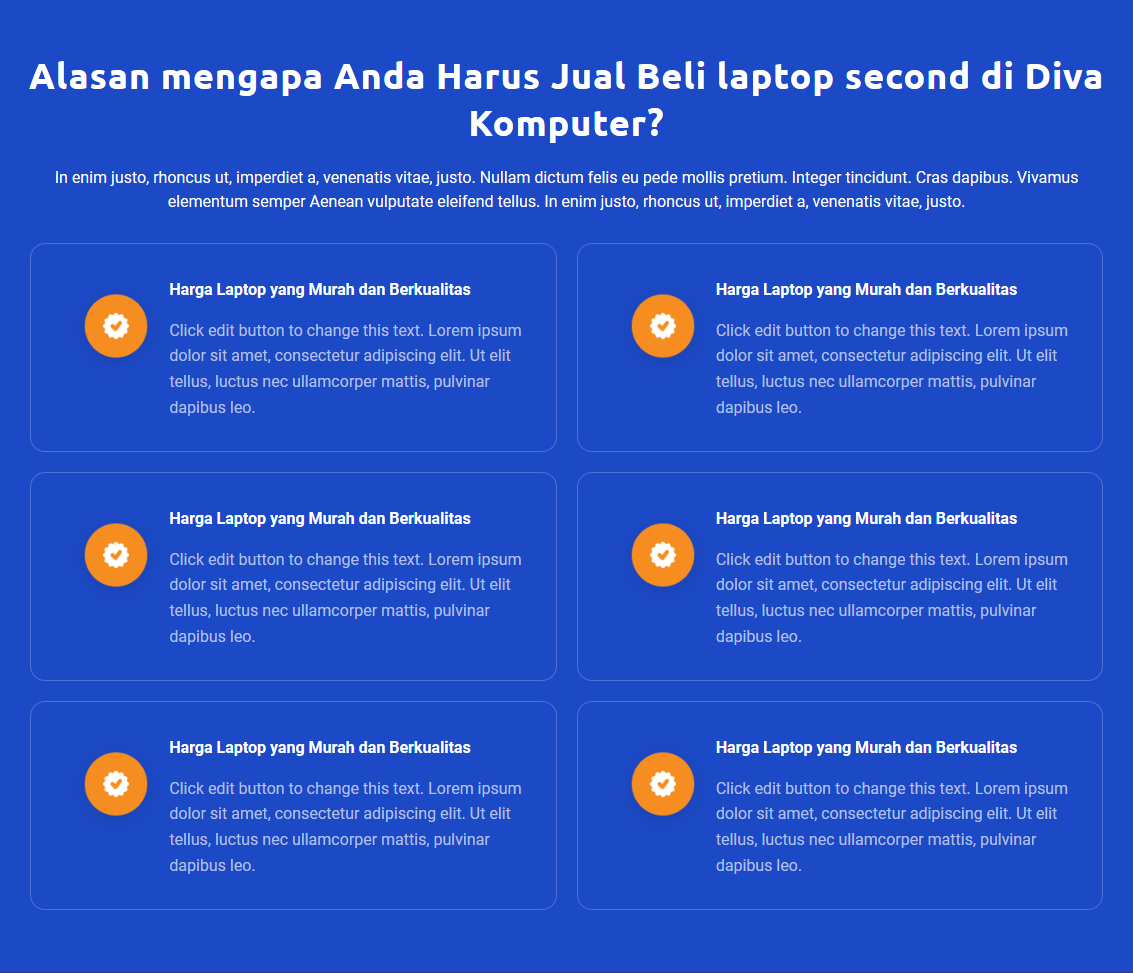 Alasan mengapa Anda Harus Jual Beli laptop second di Diva
Komputer?
In enim justo, rhoncus ut, imperdiet a, venenatis vitae, justo. Nullam dictum felis eu pede mollis pretium. Integer tincidunt. Cras dapibus. Vivamus
elementum semper Aenean vulputate eleifend tellus. In enim justo, rhoncus ut, imperdiet a, venenatis vitae, justo.
Harga Laptop yang Murah dan Berkualitas
Click edit button to change this text. Lorem ipsum
dolor sit amet, consectetur adipiscing elit. Ut elit
tellus, luctus nec ullamcorper mattis, pulvinar
dapibus leo.
Harga Laptop yang Murah dan Berkualitas
Click edit button to change this text. Lorem ipsum
dolor sit amet, consectetur adipiscing elit. Ut elit
tellus, luctus nec ullamcorper mattis, pulvinar
dapibus leo.
Harga Laptop yang Murah dan Berkualitas
Click edit button to change this text. Lorem ipsum
dolor sit amet, consectetur adipiscing elit. Ut elit
tellus, luctus nec ullamcorper mattis, pulvinar
dapibus leo.
Harga Laptop yang Murah dan Berkualitas
Click edit button to change this text. Lorem ipsum
dolor sit amet, consectetur adipiscing elit. Ut elit
tellus, luctus nec ullamcorper mattis, pulvinar
dapibus leo.
Harga Laptop yang Murah dan Berkualitas
Click edit button to change this text. Lorem ipsum
dolor sit amet, consectetur adipiscing elit. Ut elit
tellus, luctus nec ullamcorper mattis, pulvinar
dapibus leo.
Harga Laptop yang Murah dan Berkualitas
Click edit button to change this text. Lorem ipsum
dolor sit amet, consectetur adipiscing elit. Ut elit
tellus, luctus nec ullamcorper mattis, pulvinar
dapibus leo.